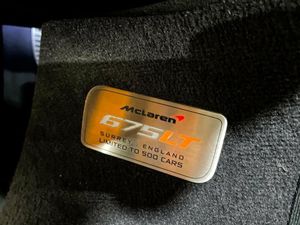 McLaren
675LT
SURREY, ENGLAND
LIMITED TO 500 CARS